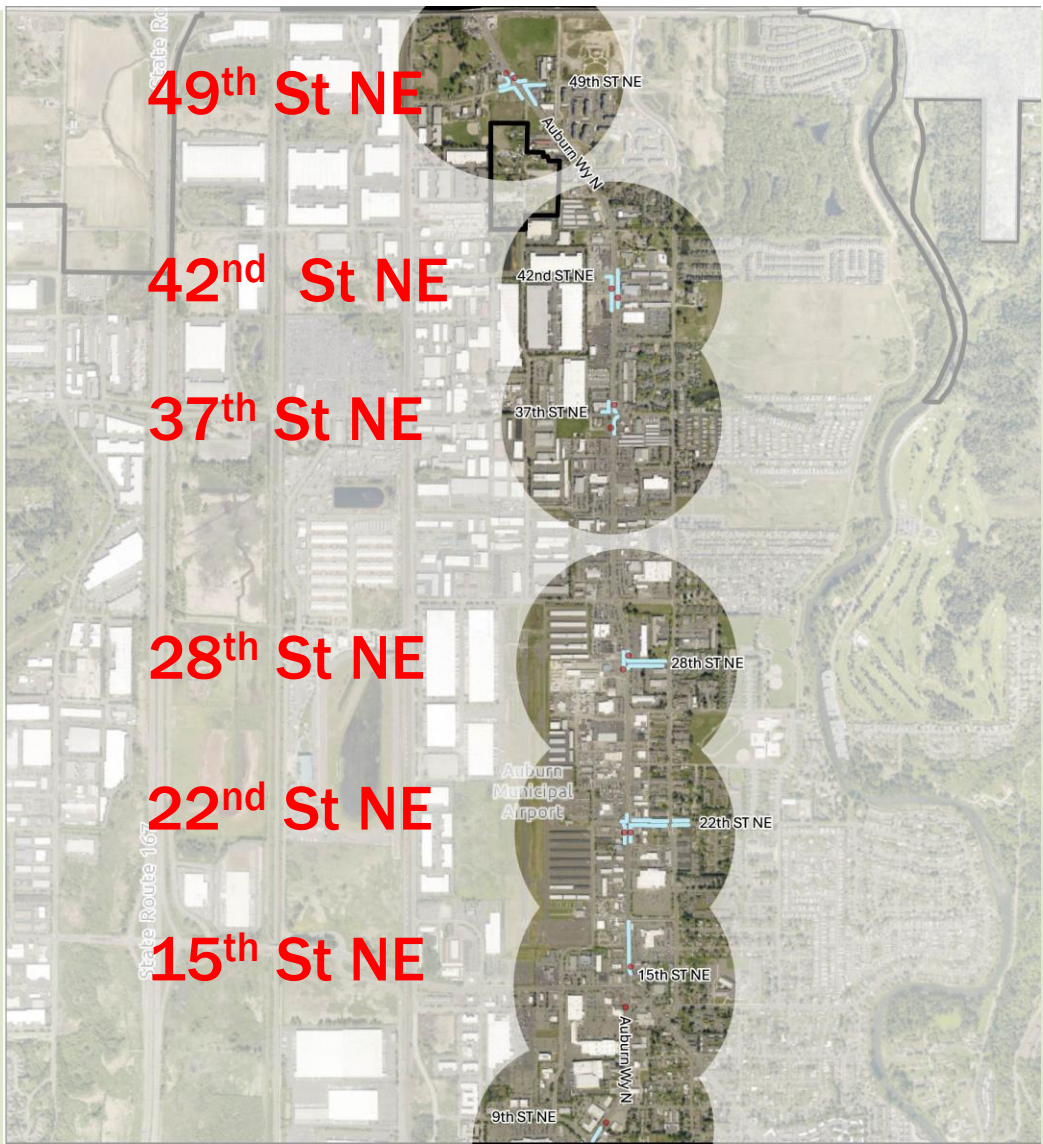 State Ro
49th St NE
49th St NE
Auburn Wy N
42nd St NE
42nd ST NE
37th St NE
37th ST NE
28th St NE
28th ST NE
Auburn
Municipal
Airport
22nd St NE
22th ST NE
State Route 167
15th St NE
15th ST NE
Auburn Wy N
9th ST NE